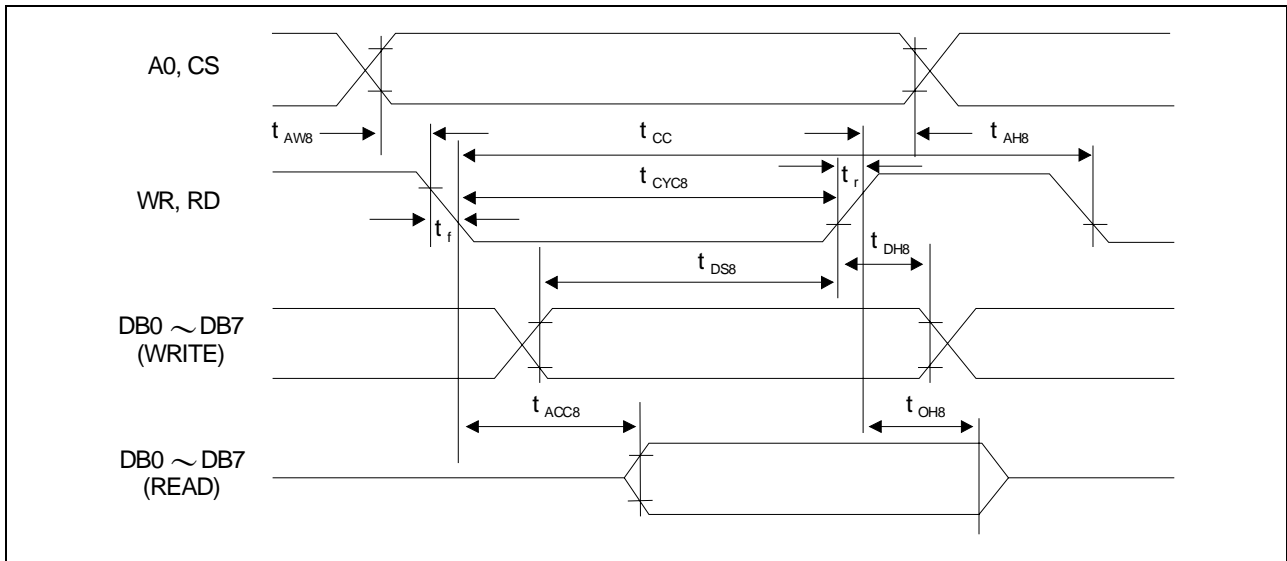 A0, CS
t AW8
t CC
t AH8
WR, RD
t CYC8
t r
t f
t DS8
t DH8
DB0 ～ DB7
(WRITE)
t ACC8
t OH8
DB0 ～ DB7
(READ)